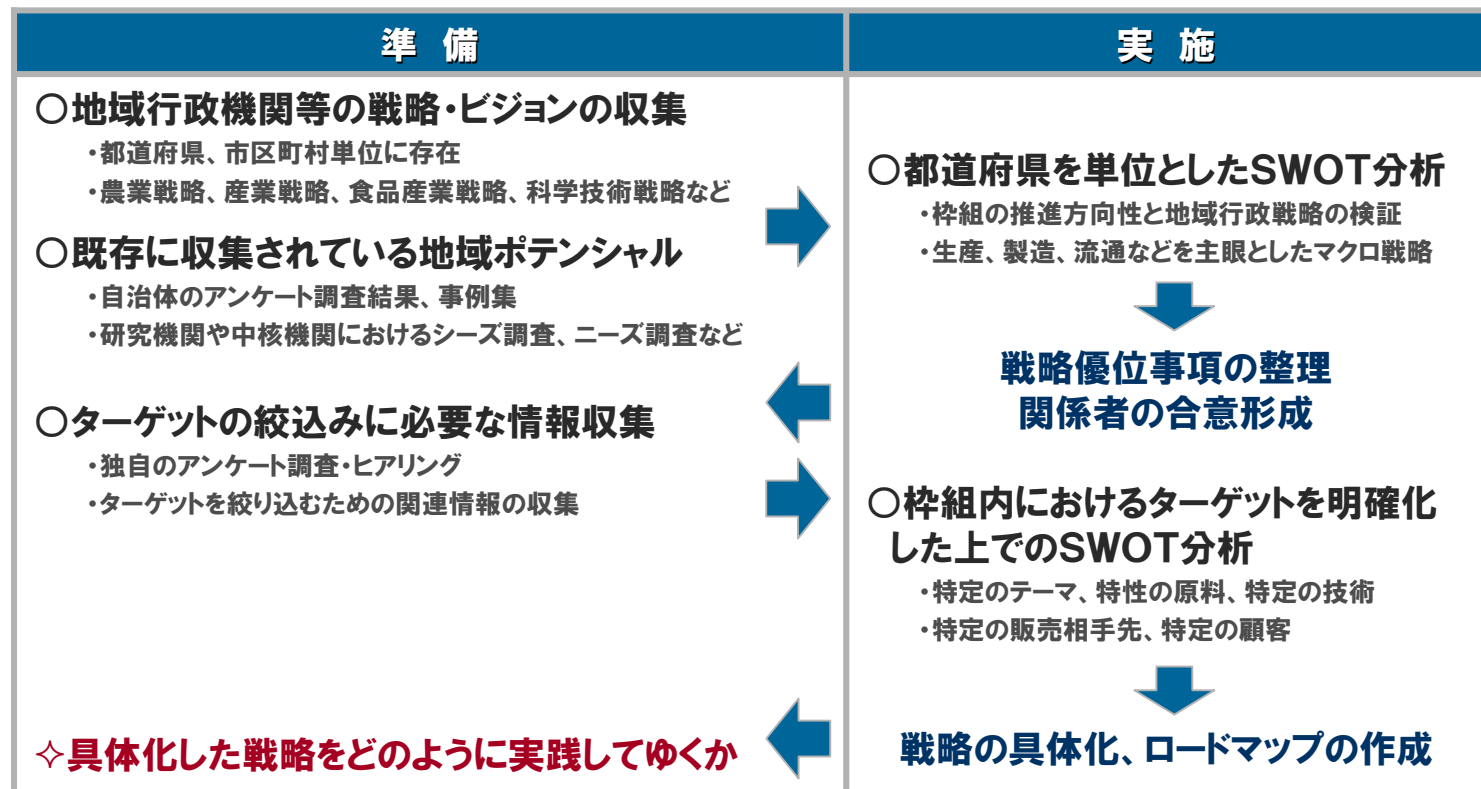 準 備
〇地域行政機関等の戦略・ビジョンの収集
・都道府県、市区町村単位に存在
・農業戦略、産業戦略、食品産業戦略、科学技術戦略など
〇既存に収集されている地域ポテンシャル
・自治体のアンケート調査結果、事例集
・研究機関や中核機関におけるシーズ調査、ニーズ調査など
〇ターゲットの絞込みに必要な情報収集
・独自のアンケート調査・ヒアリング
・ターゲットを絞り込むための関連情報の収集
✧具体化した戦略をどのように実践してゆくか
実 施
〇都道府県を単位としたSWOT分析
・枠組の推進方向性と地域行政戦略の検証
・生産、製造、流通などを主眼としたマクロ戦略
戦略優位事項の整理
関係者の合意形成
〇枠組内におけるターゲットを明確化
した上でのSWOT分析
・特定のテーマ、特性の原料、特定の技術
・特定の販売相手先、特定の顧客
戦略の具体化、ロードマップの作成